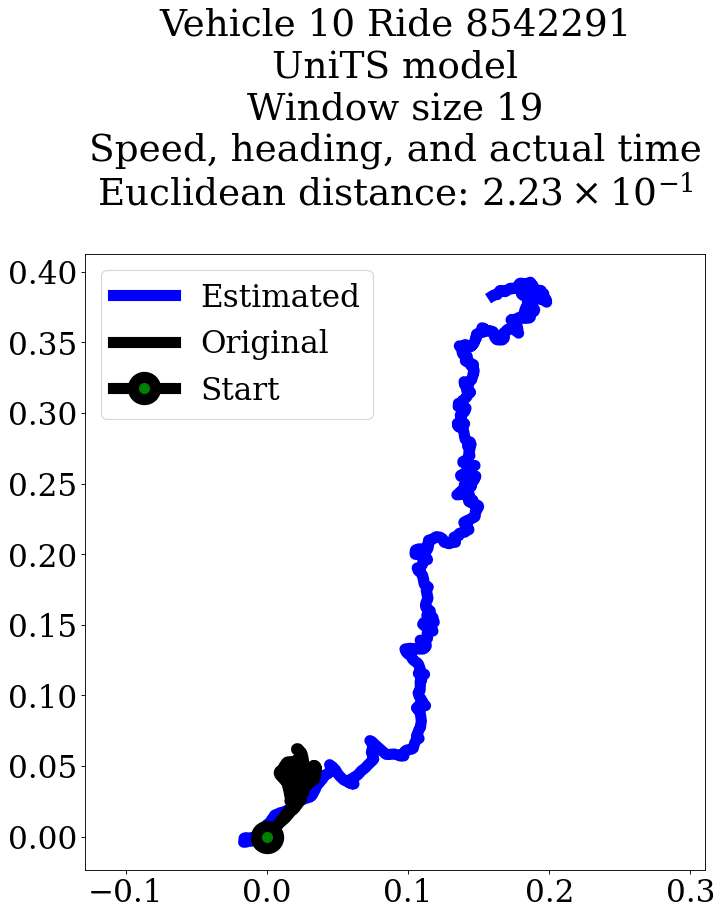 Vehicle 10 Ride 8542291
UniTS model
Window size 19
Speed, heading, and actual time
Euclidean distance: 2.23 × 10⁻¹
Estimated
Original
Start
0.40
0.35
0.30
0.25
0.20
0.15
0.10
0.05
0.00
−0.1
0.0
0.1
0.2
0.3